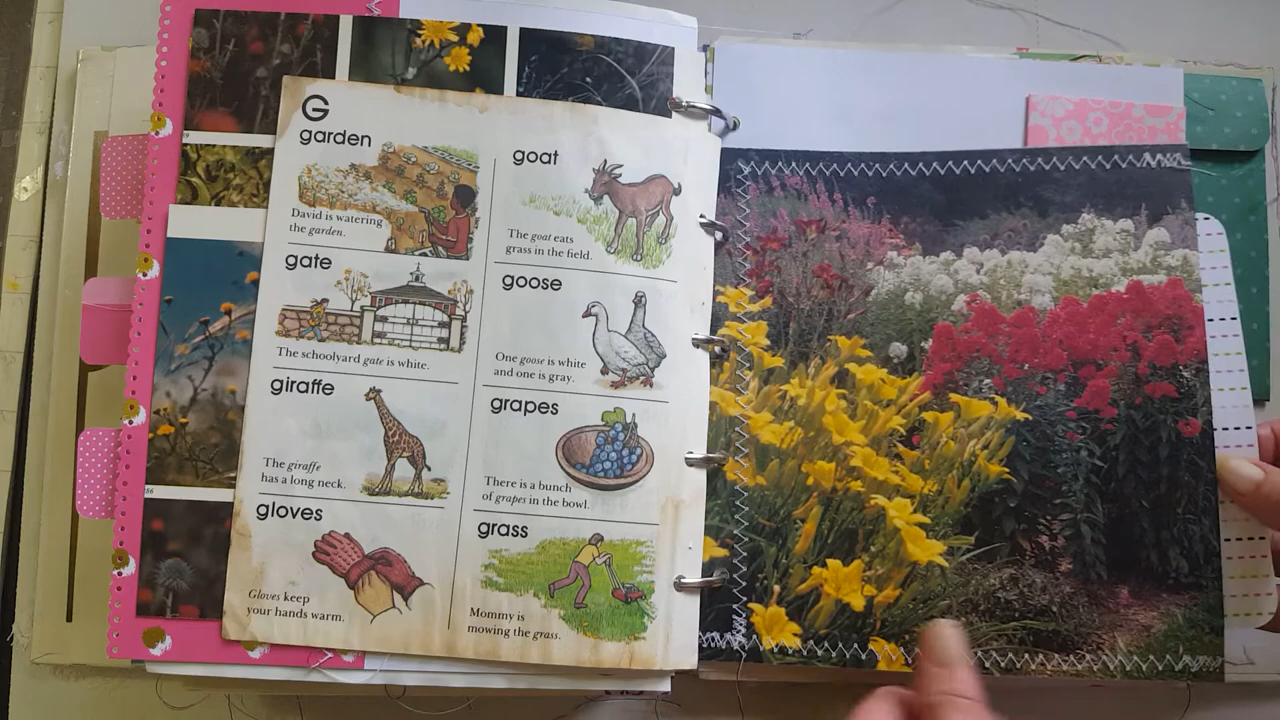 G
garden
David is watering
the garden.
gate
The schoolyard gate is white.
giraffe
The giraffe
has a long neck.
gloves
Gloves keep
your hands warm.
goat
The goat eats
grass in the field.
goose
One goose is white
and one is gray.
grapes
There is a bunch
of grapes in the bowl.
grass
Mommy is
mowing the grass.